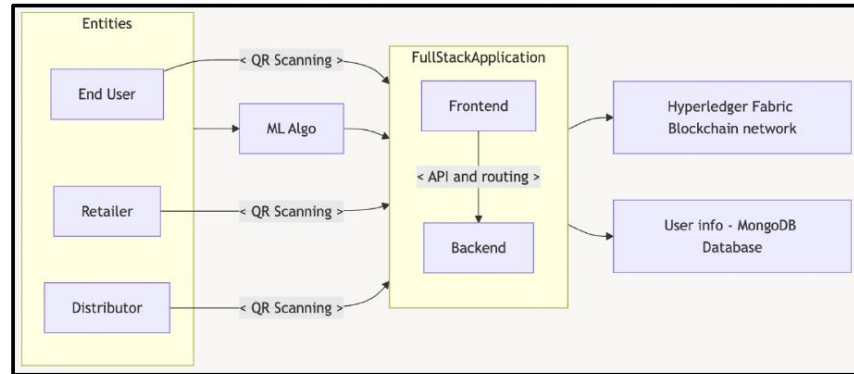 Entities
End User
Retailer
Distributor
< QR Scanning >
ML Algo
< QR Scanning >
< QR Scanning >
FullStackApplication
Frontend
< API and routing >
Backend
Hyperledger Fabric
Blockchain network
User info - MongoDB
Database